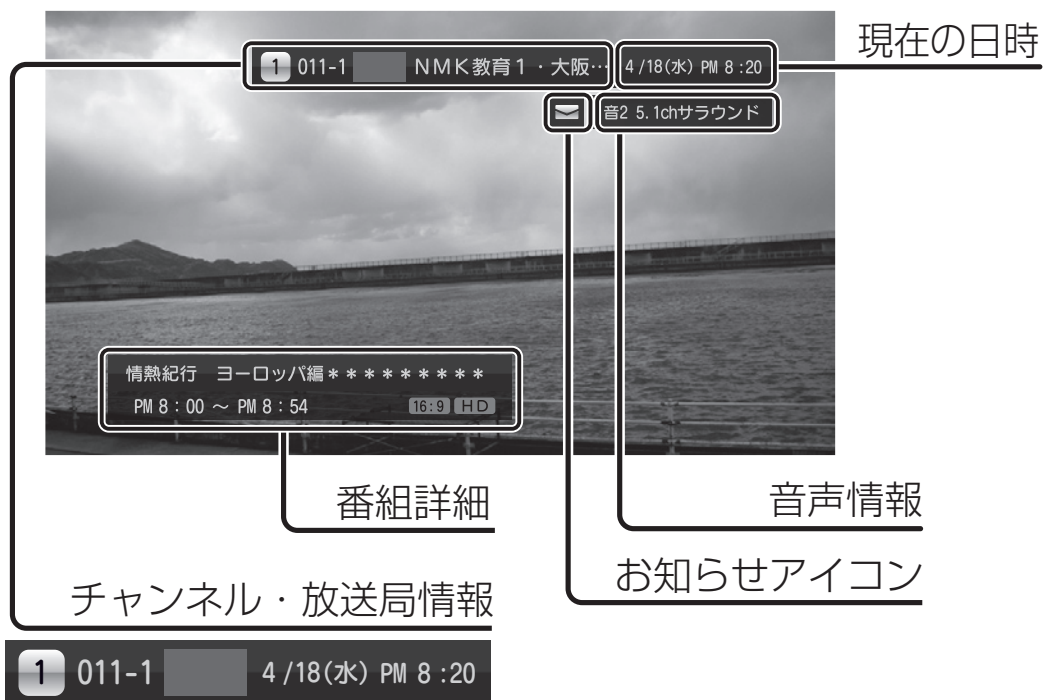 現在の日時
1 011-1 NMK教育1・大阪… 4/18(水) PM 8:20
音2 5.1chサラウンド
情熱紀行 ヨーロッパ編*********
PM 8:00 ~ PM 8:54 16:9 HD
番組詳細
音声情報
お知らせアイコン
チャンネル・放送局情報
1 011-1 4/18(水) PM 8:20